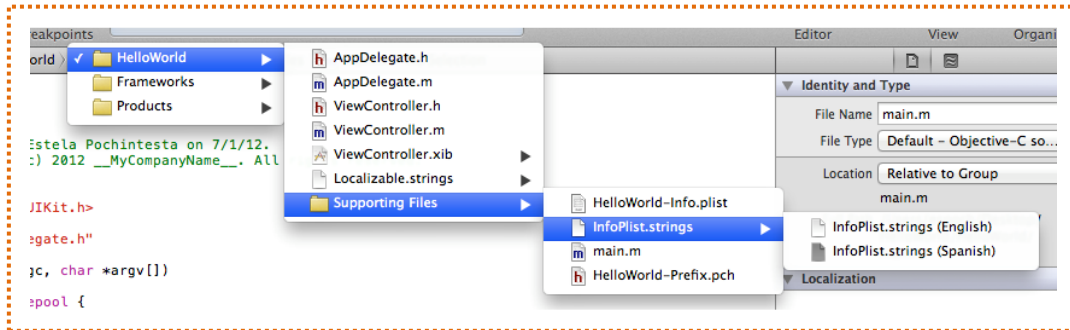 eakpoints
Editor View Organi
orld
✓ HelloWorld
Frameworks
Products
AppDelegate.h
AppDelegate.m
ViewController.h
ViewController.m
ViewController.xib
Localizable.strings
Supporting Files
HelloWorld-Info.plist
InfoPlist.strings
main.m
HelloWorld-Prefix.pch
InfoPlist.strings (English)
InfoPlist.strings (Spanish)
Estela Pochintesta on 7/1/12.
c) 2012 __MyCompanyName__. All
UIKit.h>
egate.h"
gc, char *argv[])
epool {
Identity and Type
File Name main.m
File Type Default - Objective-C so...
Location Relative to Group
main.m
Localization